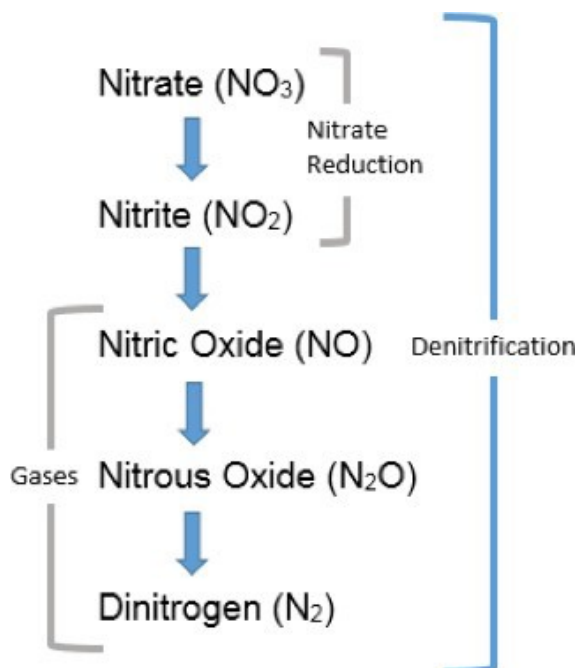 Nitrate (NO₃)
Nitrate
Reduction
Nitrite (NO₂)
Nitric Oxide (NO)
Denitrification
Gases
Nitrous Oxide (N₂O)
Dinitrogen (N₂)